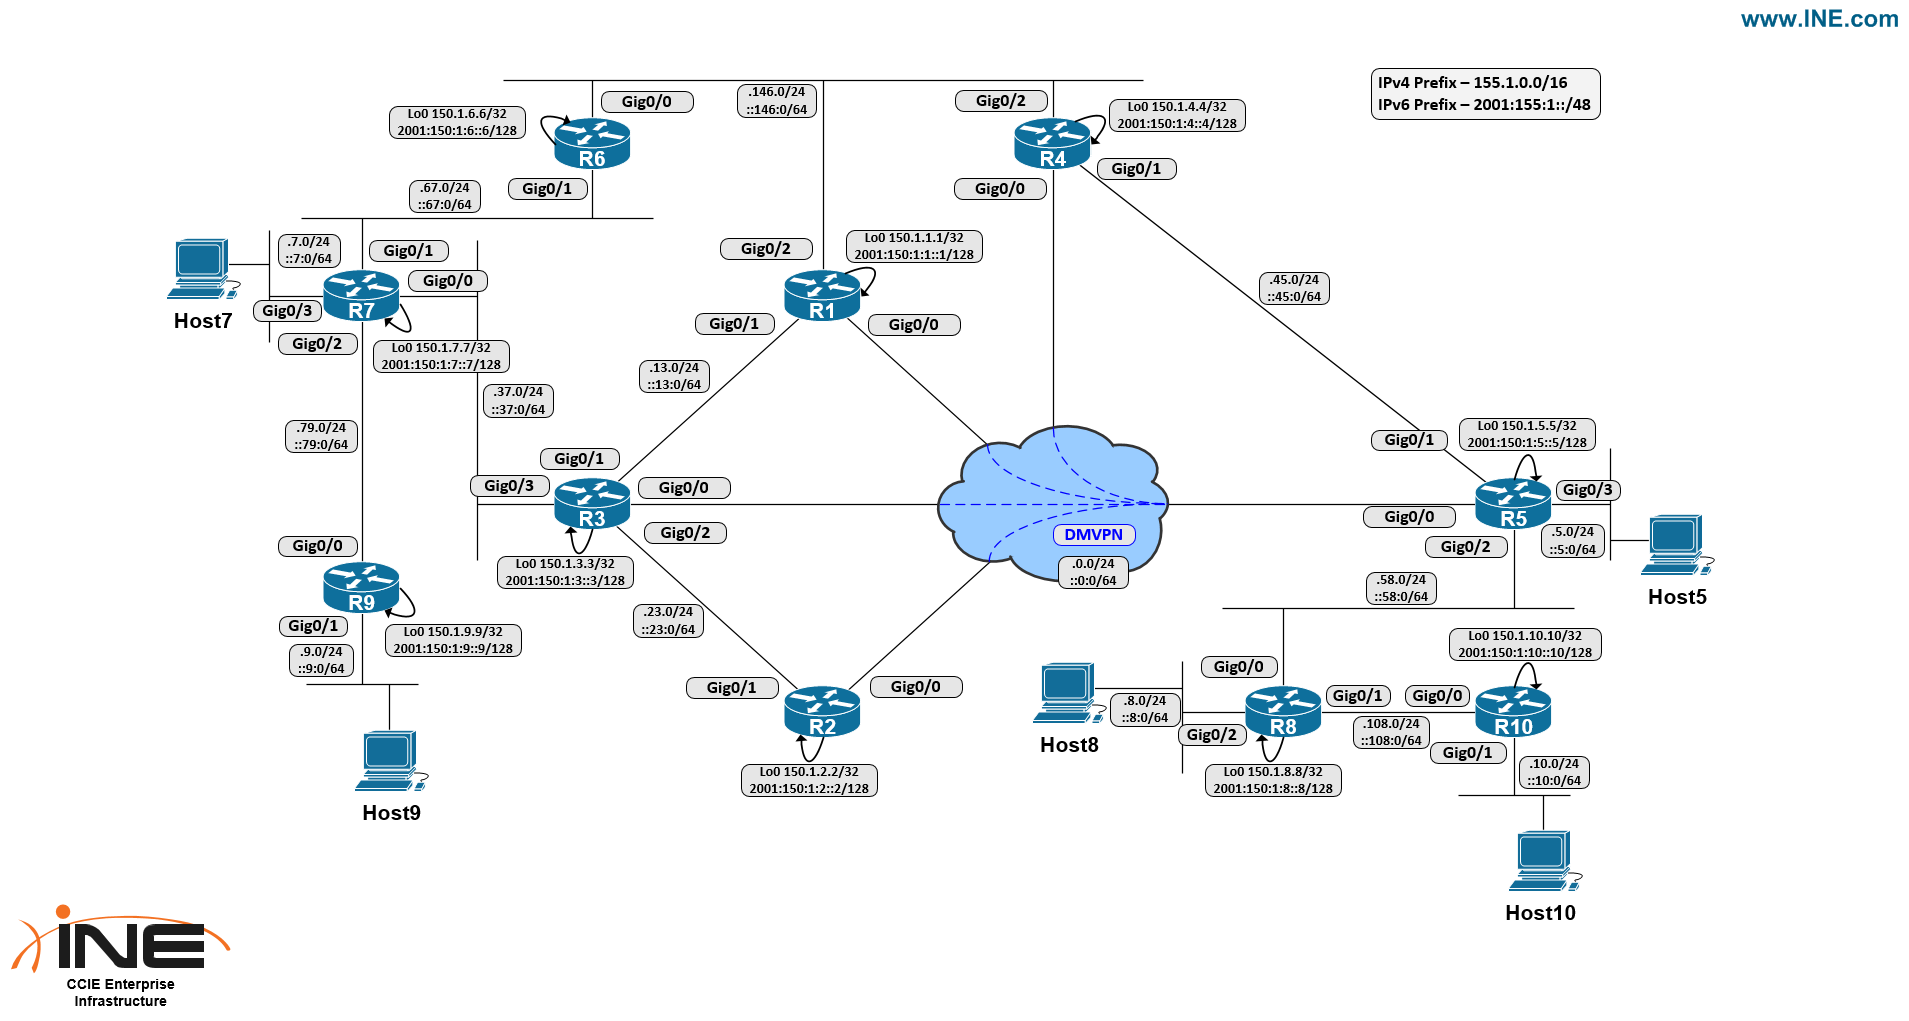 www.INE.com
IPv4 Prefix – 155.1.0.0/16
IPv6 Prefix – 2001:155:1::/48
Gig0/0
.146.0/24
::146:0/64
Gig0/2
Lo0 150.1.6.6/32
2001:150:1:6::6/128
R6
Lo0 150.1.4.4/32
2001:150:1:4::4/128
R4
Gig0/1
Gig0/1
Gig0/0
.67.0/24
::67:0/64
.7.0/24
::7:0/64
Gig0/1
Gig0/0
Gig0/2
Lo0 150.1.1.1/32
2001:150:1:1::1/128
Host7
Gig0/3
R7
Gig0/2
Lo0 150.1.7.7/32
2001:150:1:7::7/128
R1
Gig0/1
Gig0/0
.45.0/24
::45:0/64
.13.0/24
::13:0/64
.37.0/24
::37:0/64
.79.0/24
::79:0/64
Gig0/1
Gig0/3
R3
Gig0/0
Gig0/2
Lo0 150.1.3.3/32
2001:150:1:3::3/128
DMVPN
.0.0/24
::0:0/64
Gig0/1
Lo0 150.1.5.5/32
2001:150:1:5::5/128
Gig0/3
R5
Gig0/0
Gig0/2
.5.0/24
::5:0/64
Host5
.58.0/24
::58:0/64
Gig0/0
R9
Gig0/1
Lo0 150.1.9.9/32
2001:150:1:9::9/128
.9.0/24
::9:0/64
Host9
.23.0/24
::23:0/64
Gig0/1
Gig0/0
R2
Lo0 150.1.2.2/32
2001:150:1:2::2/128
Lo0 150.1.10.10/32
2001:150:1:10::10/128
Gig0/0
Gig0/1
Gig0/0
.8.0/24
::8:0/64
Host8
Gig0/2
R8
.108.0/24
::108:0/64
R10
Gig0/1
Lo0 150.1.8.8/32
2001:150:1:8::8/128
.10.0/24
::10:0/64
Host10
iNE
CCIE Enterprise
Infrastructure